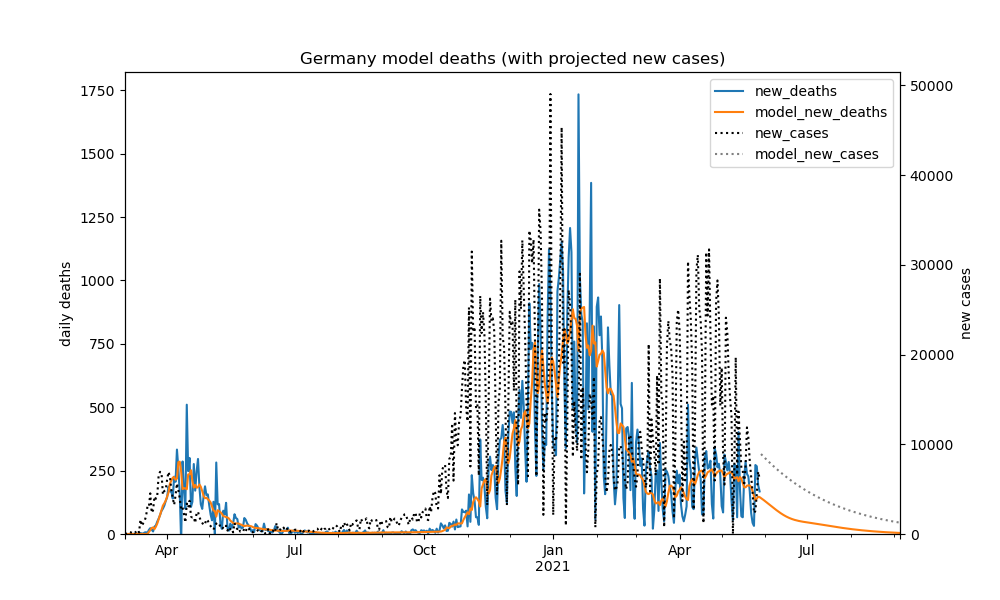 Germany model deaths (with projected new cases)
1750
1500
1250
1000
750
500
250
0
daily deaths
50000
40000
30000
20000
10000
0
new cases
new_deaths
model_new_deaths
new_cases
model_new_cases
Apr
Jul
Oct
Jan
2021
Apr
Jul